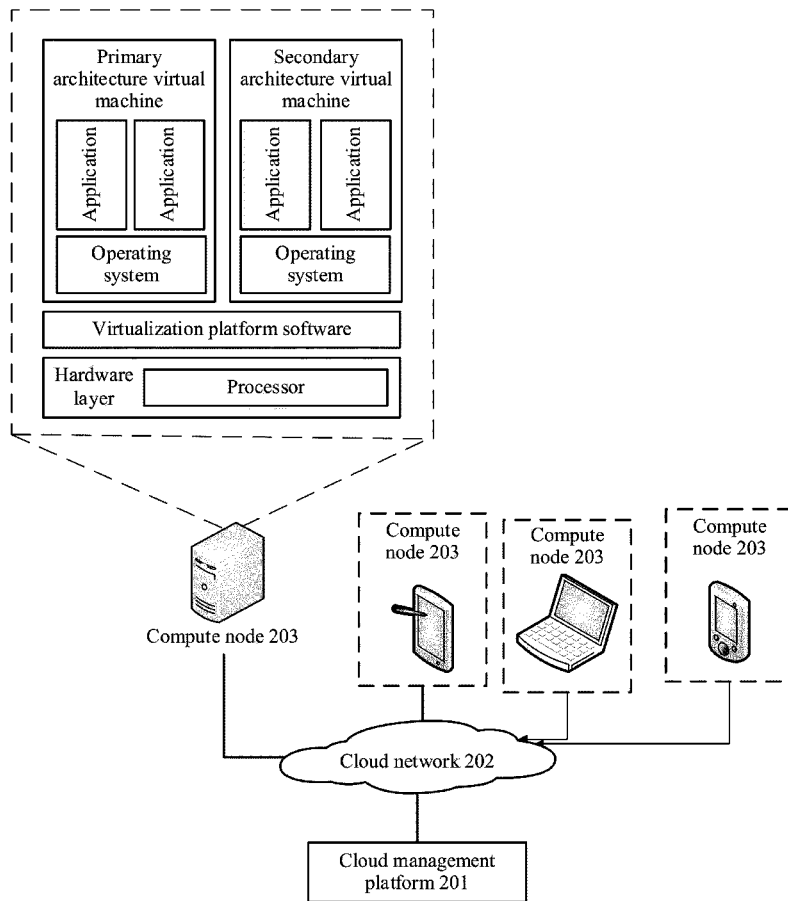 Primary
architecture virtual
machine
Application
Application
Operating
system
Secondary
architecture virtual
machine
Application
Application
Operating
system
Virtualization platform software
Hardware
layer
Processor
Compute node 203
Compute
node 203
Compute
node 203
Compute
node 203
Cloud network 202
Cloud management
platform 201